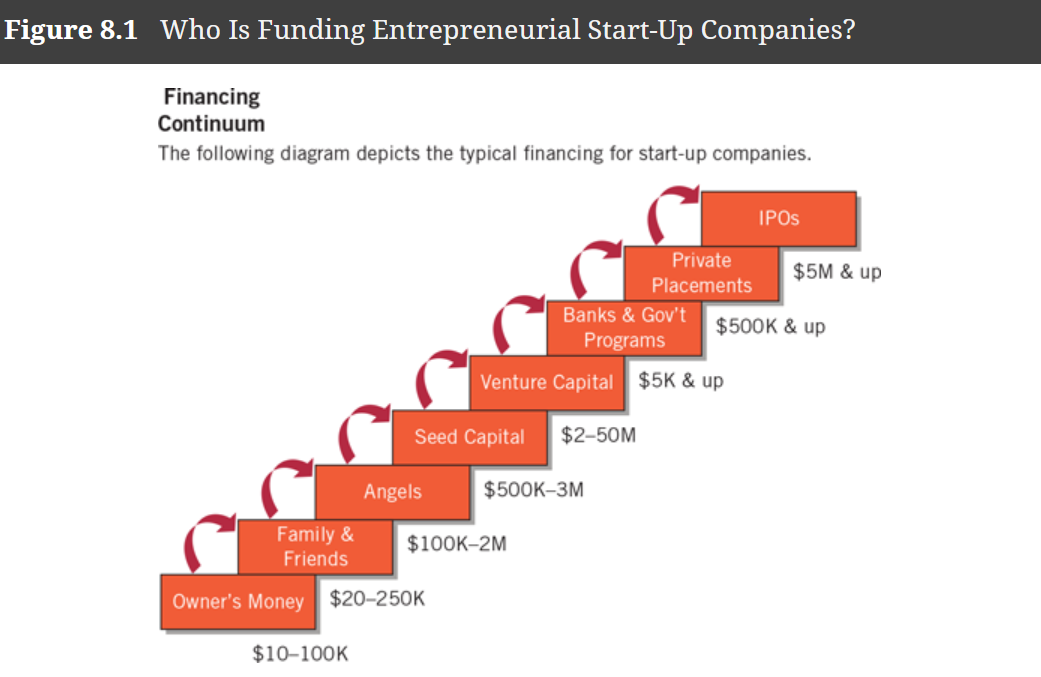 Figure 8.1 Who Is Funding Entrepreneurial Start-Up Companies?
Financing
Continuum
The following diagram depicts the typical financing for start-up companies.
IPOs
Private
Placements
$5M & up
Banks & Gov't
Programs
$500K & up
Venture Capital
$5K & up
Seed Capital
$2–50M
Angels
$500K–3M
Family &
Friends
$100K–2M
Owner's Money
$20–250K
$10–100K